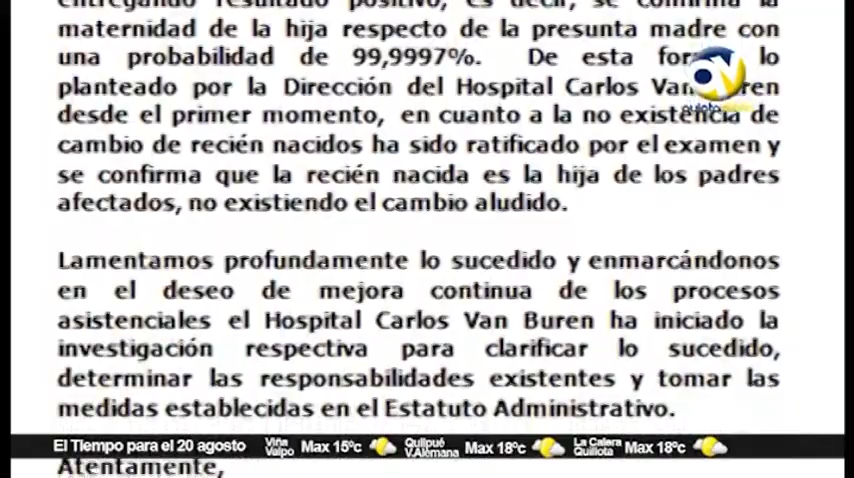 entregando resultado positivo, es decir, se confirma la
maternidad de la hija respecto de la presunta madre con
una probabilidad de 99,9997%. De esta lo
planteado por la Dirección del Hospital Carlos Van
desde el primer momento, en cuanto a la no existencia de
cambio de recién nacidos ha sido ratificado por el examen y
se confirma que la recién nacida es la hija de los padres
afectados, no existiendo el cambio aludido.
Lamentamos profundamente lo sucedido y enmarcándonos
en el deseo de mejora continua de los procesos
asistenciales el Hospital Carlos Van Buren ha iniciado la
investigación respectiva para clarificar lo sucedido,
determinar las responsabilidades existentes y tomar las
medidas establecidas en el Estatuto Administrativo.
El Tiempo para el 20 agosto Viña Valpo Max 15ºc Quilpué V.Alemana Max 18ºc La Calera Quillota Max 18ºc
Atentamente,